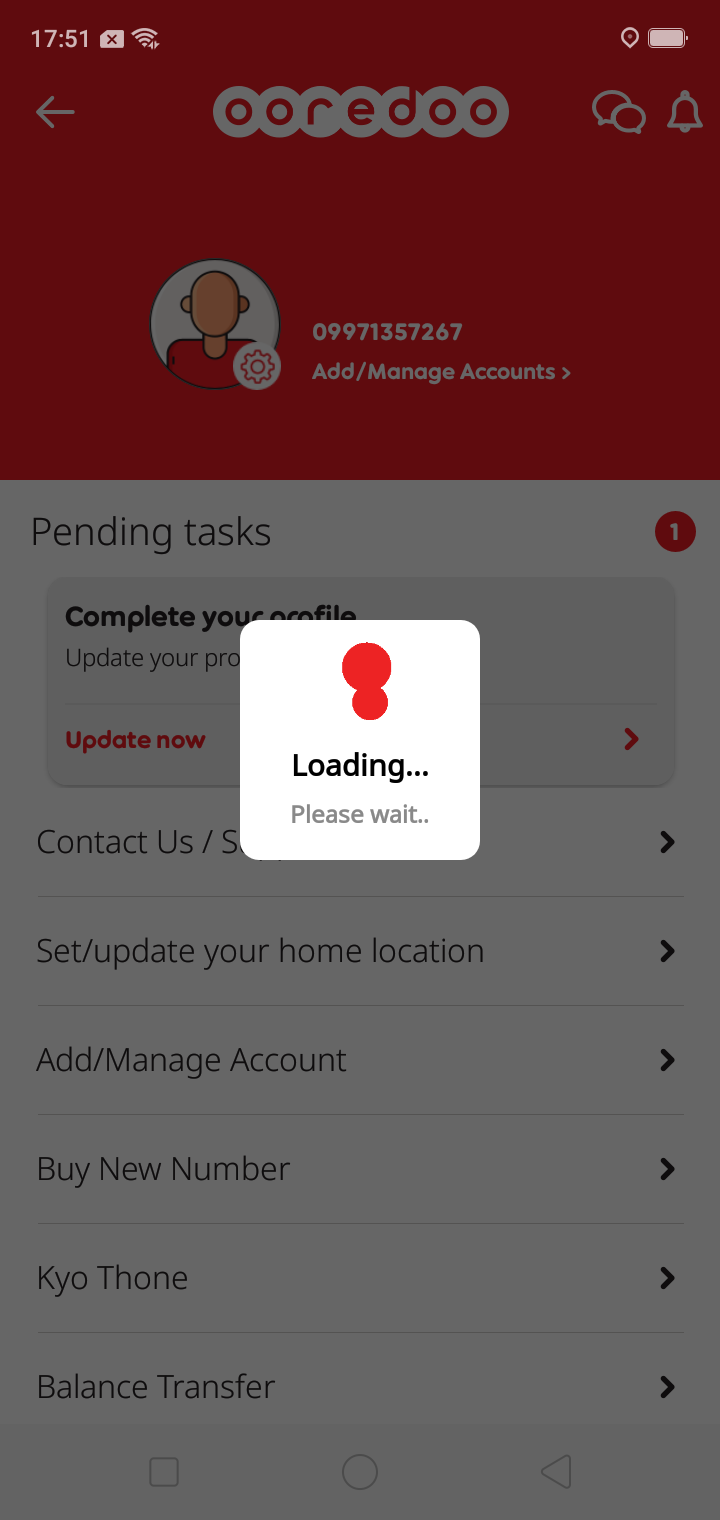 17:51
ooredoo
09971357267
Add/Manage Accounts >
Pending tasks
1
Complete your profile
Update your pro
Update now
Loading...
Please wait..
Contact Us / S
Set/update your home location
Add/Manage Account
Buy New Number
Kyo Thone
Balance Transfer